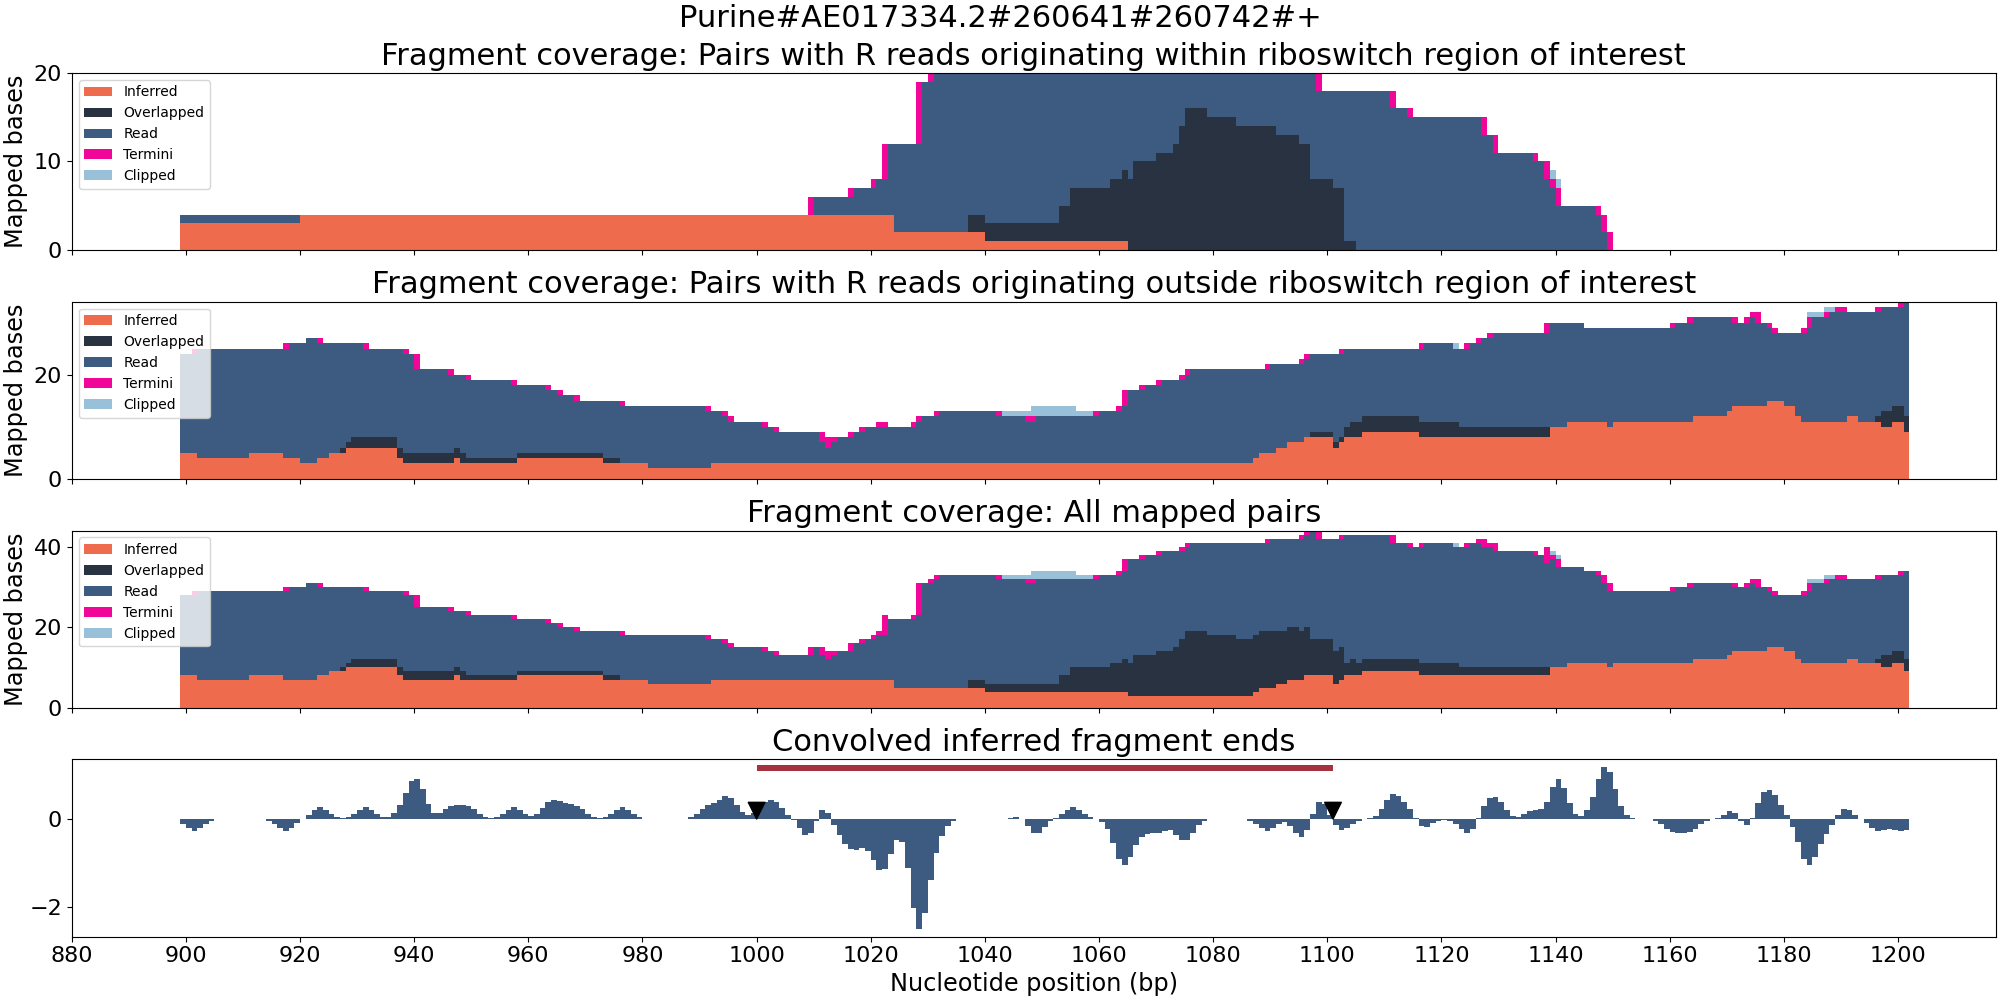 Purine#AE017334.2#260641#260742#+
Fragment coverage: Pairs with R reads originating within riboswitch region of interest
Mapped bases
20
10
0
Inferred
Overlapped
Read
Termini
Clipped
Fragment coverage: Pairs with R reads originating outside riboswitch region of interest
Mapped bases
20
0
Inferred
Overlapped
Read
Termini
Clipped
Fragment coverage: All mapped pairs
Mapped bases
40
20
0
Inferred
Overlapped
Read
Termini
Clipped
Convolved inferred fragment ends
0
−2
880 900 920 940 960 980 1000 1020 1040 1060 1080 1100 1120 1140 1160 1180 1200
Nucleotide position (bp)